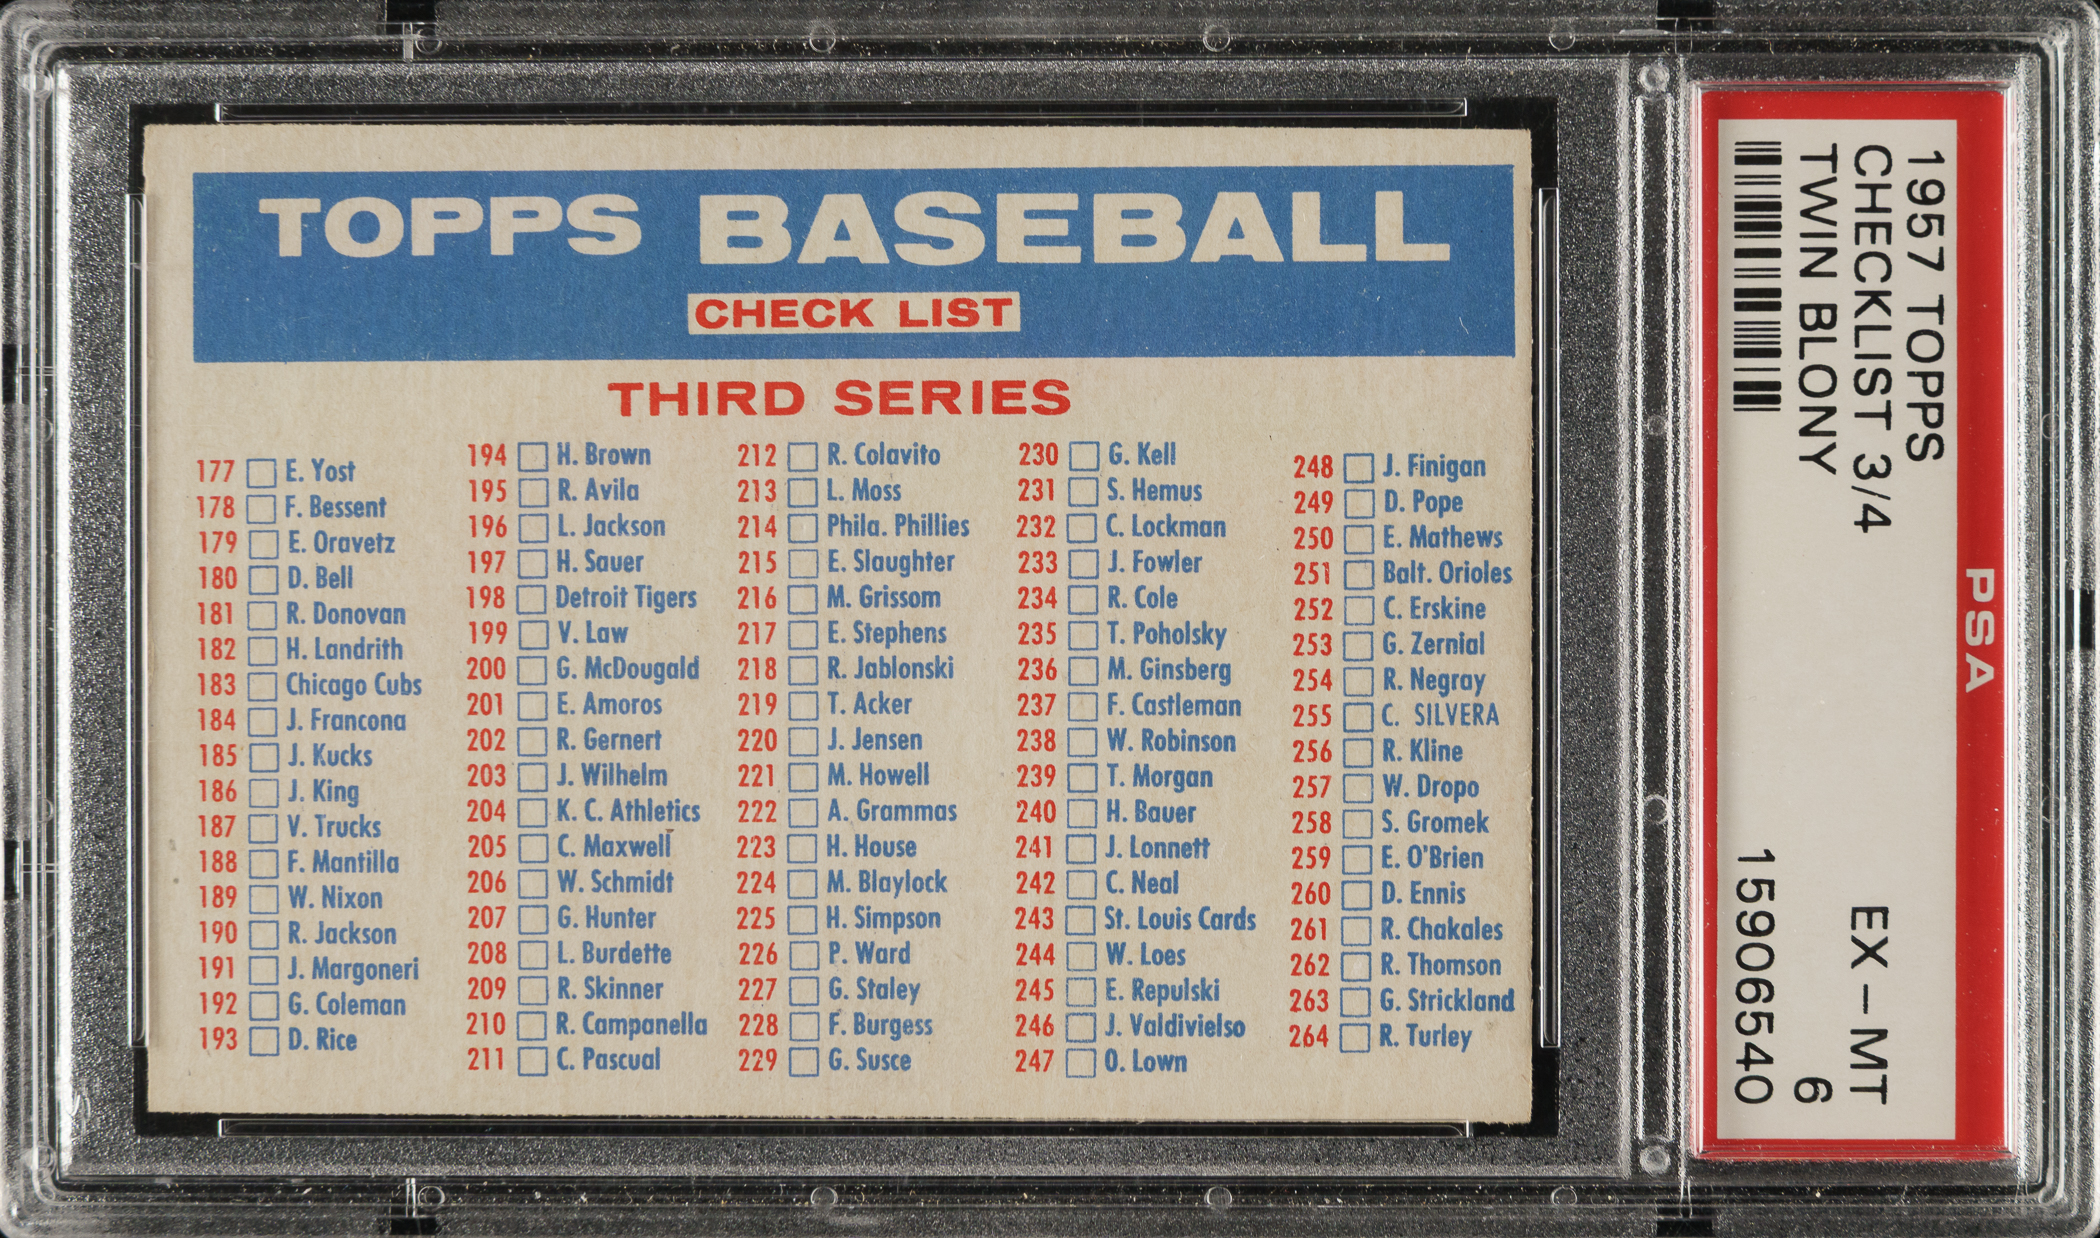 TOPPS BASEBALL
CHECK LIST
THIRD SERIES
177 E. Yost
178 F. Bessent
179 E. Oravetz
180 D. Bell
181 R. Donovan
182 H. Landrith
183 Chicago Cubs
184 J. Francona
185 J. Kucks
186 J. King
187 V. Trucks
188 F. Mantilla
189 W. Nixon
190 R. Jackson
191 J. Margoneri
192 G. Coleman
193 D. Rice
194 H. Brown
195 R. Avila
196 L. Jackson
197 H. Sauer
198 Detroit Tigers
199 V. Law
200 G. McDougald
201 E. Amoros
202 R. Gernert
203 J. Wilhelm
204 K. C. Athletics
205 C. Maxwell
206 W. Schmidt
207 G. Hunter
208 L. Burdette
209 R. Skinner
210 R. Campanella
211 C. Pascual
212 R. Colavito
213 L. Moss
214 Phila. Phillies
215 E. Slaughter
216 M. Grissom
217 E. Stephens
218 R. Jablonski
219 T. Acker
220 J. Jensen
221 M. Howell
222 A. Grammas
223 H. House
224 M. Blaylock
225 H. Simpson
226 P. Ward
227 G. Staley
228 F. Burgess
229 G. Susce
230 G. Kell
231 S. Hemus
232 C. Lockman
233 J. Fowler
234 R. Cole
235 T. Poholsky
236 M. Ginsberg
237 F. Castleman
238 W. Robinson
239 T. Morgan
240 H. Bauer
241 J. Lonnett
242 C. Neal
243 St. Louis Cards
244 W. Loes
245 E. Repulski
246 J. Valdivielso
247 O. Lown
248 J. Finigan
249 D. Pope
250 E. Mathews
251 Balt. Orioles
252 C. Erskine
253 G. Zernial
254 R. Negray
255 C. SILVERA
256 R. Kline
257 W. Dropo
258 S. Gromek
259 E. O'Brien
260 D. Ennis
261 R. Chakales
262 R. Thomson
263 G. Strickland
264 R. Turley
PSA
1957 TOPPS
CHECKLIST 3/4 EX-MT
TWIN BLONY 6
15906540